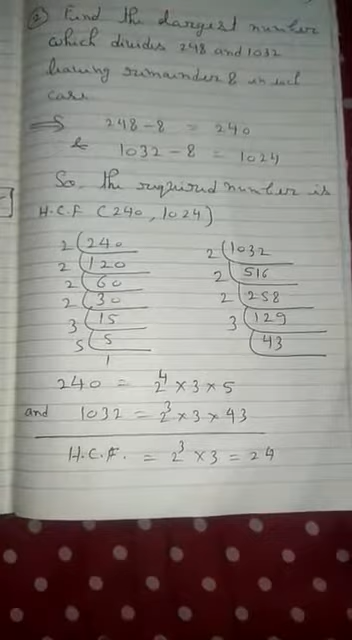 ② Find the largest number
which divides 248 and 1032
leaving remainder 8 in each
case
⇒ 248 - 8 = 240
& 1032 - 8 = 1024
So, the required number is
H.C.F (240, 1024)
2 240
2 120
2 60
2 30
3 15
5 5
1
2 1032
2 516
2 258
3 129
43
240 = 2⁴ × 3 × 5
and 1032 = 2³ × 3 × 43
H.C.F. = 2³ × 3 = 24